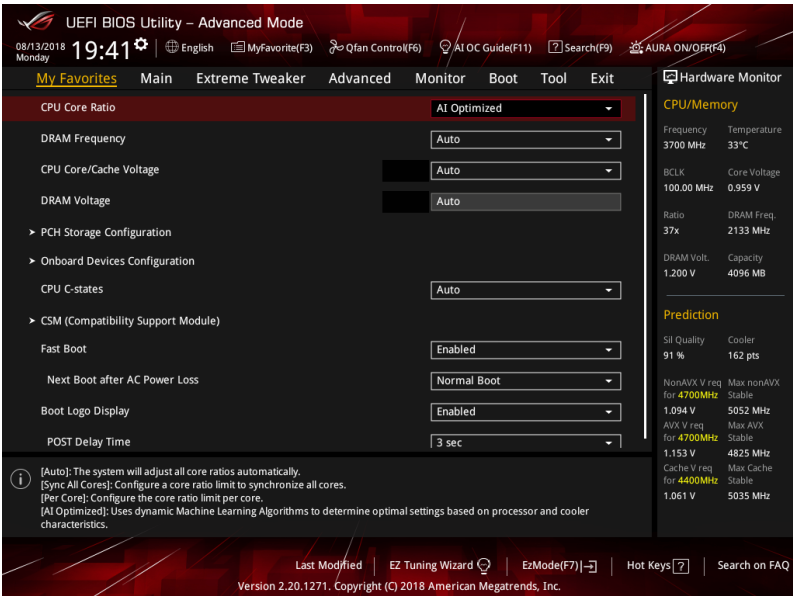 UEFI BIOS Utility – Advanced Mode
08/13/2018 Monday 19:41 English MyFavorite(F3) Qfan Control(F6) AI OC Guide(F11) ? Search(F9) AURA ON/OFF(F4)
My Favorites Main Extreme Tweaker Advanced Monitor Boot Tool Exit
CPU Core Ratio AI Optimized
DRAM Frequency Auto
CPU Core/Cache Voltage Auto
DRAM Voltage Auto
> PCH Storage Configuration
> Onboard Devices Configuration
CPU C-states Auto
> CSM (Compatibility Support Module)
Fast Boot Enabled
Next Boot after AC Power Loss Normal Boot
Boot Logo Display Enabled
POST Delay Time 3 sec
[Auto]: The system will adjust all core ratios automatically.
[Sync All Cores]: Configure a core ratio limit to synchronize all cores.
[Per Core]: Configure the core ratio limit per core.
[AI Optimized]: Uses dynamic Machine Learning Algorithms to determine optimal settings based on processor and cooler
characteristics.
Hardware Monitor
CPU/Memory
Frequency Temperature
3700 MHz 33°C
BCLK Core Voltage
100.00 MHz 0.959 V
Ratio DRAM Freq.
37x 2133 MHz
DRAM Volt. Capacity
1.200 V 4096 MB
Prediction
Sil Quality Cooler
91 % 162 pts
NonAVX V req Max nonAVX
for 4700MHz Stable
1.094 V 5052 MHz
AVX V req Max AVX
for 4700MHz Stable
1.153 V 4825 MHz
Cache V req Max Cache
for 4400MHz Stable
1.061 V 5035 MHz
Last Modified EZ Tuning Wizard EzMode(F7) Hot Keys ? Search on FAQ
Version 2.20.1271. Copyright (C) 2018 American Megatrends, Inc.